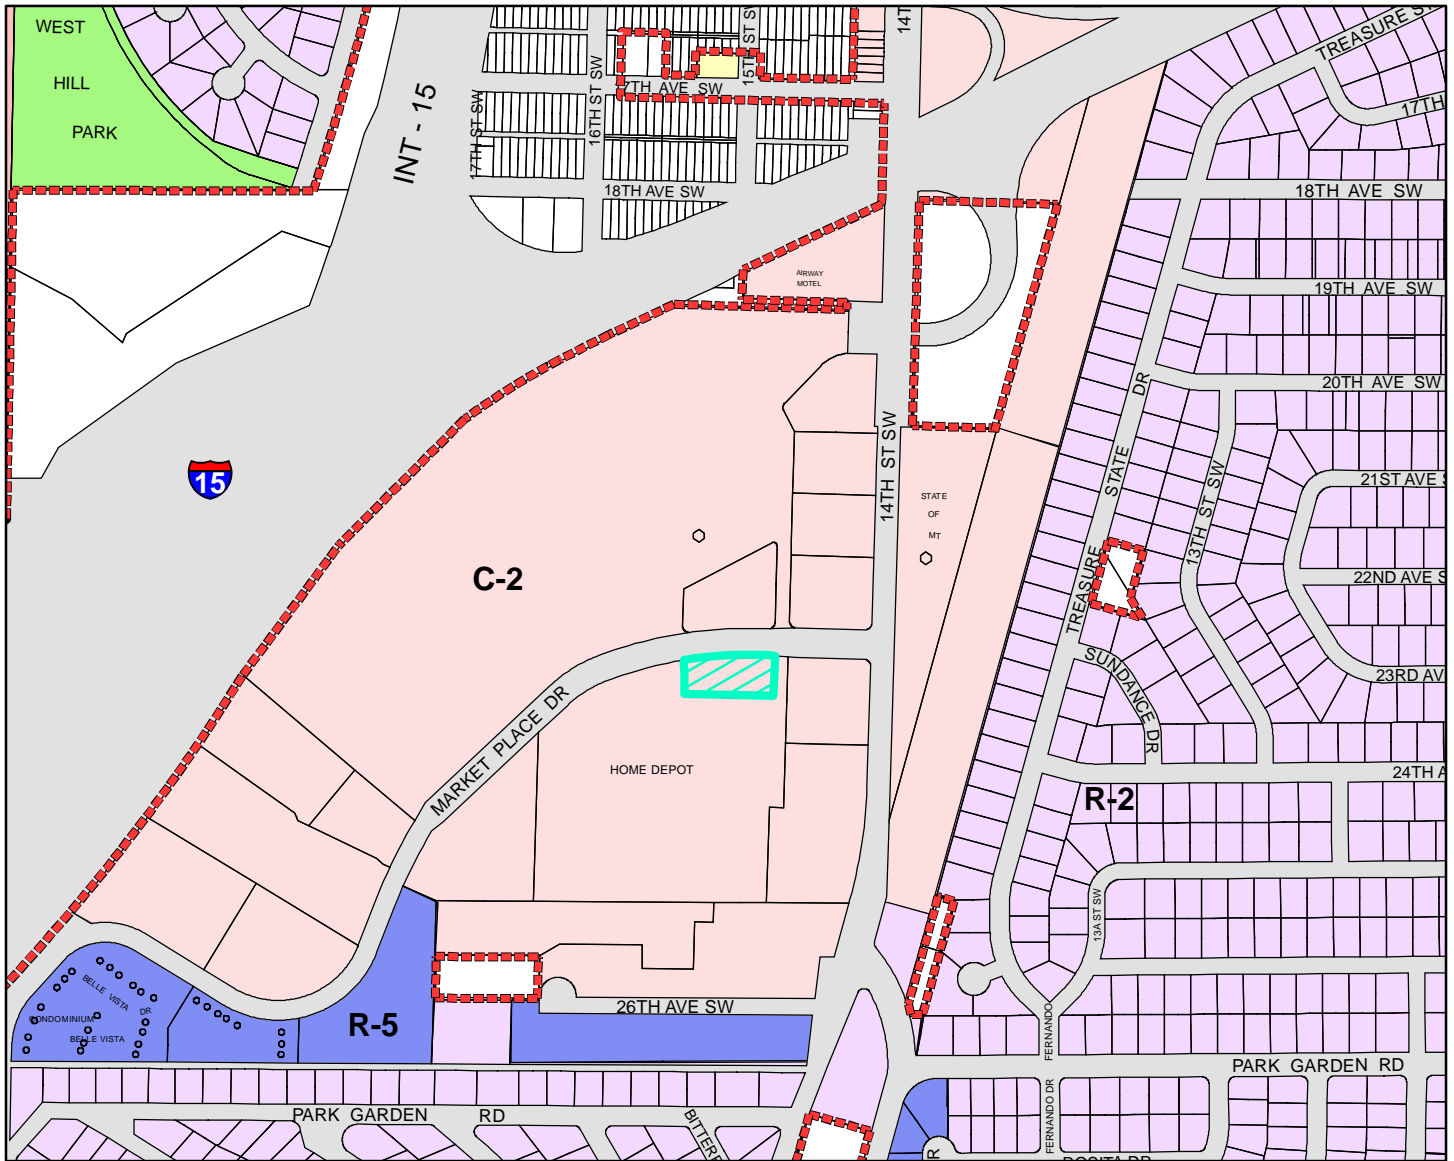 WEST
HILL
PARK
INT - 15
17TH ST SW
16TH ST SW
15TH ST SW
14T
7TH AVE SW
18TH AVE SW
TREASURE ST
17TH
18TH AVE SW
19TH AVE SW
20TH AVE SW
21ST AVE S
22ND AVE S
23RD AV
24TH A
AIRWAY
MOTEL
15
C-2
14TH ST SW
STATE
OF
MT
TREASURE STATE DR
13TH ST SW
SUNDANCE DR
MARKET PLACE DR
HOME DEPOT
R-2
13A ST SW
BELLE VISTA
DR
CONDOMINIUM
BELLE VISTA
R-5
26TH AVE SW
FERNANDO
FERNANDO DR
PARK GARDEN RD
PARK GARDEN RD
BITTERR
R
ROSITA DR